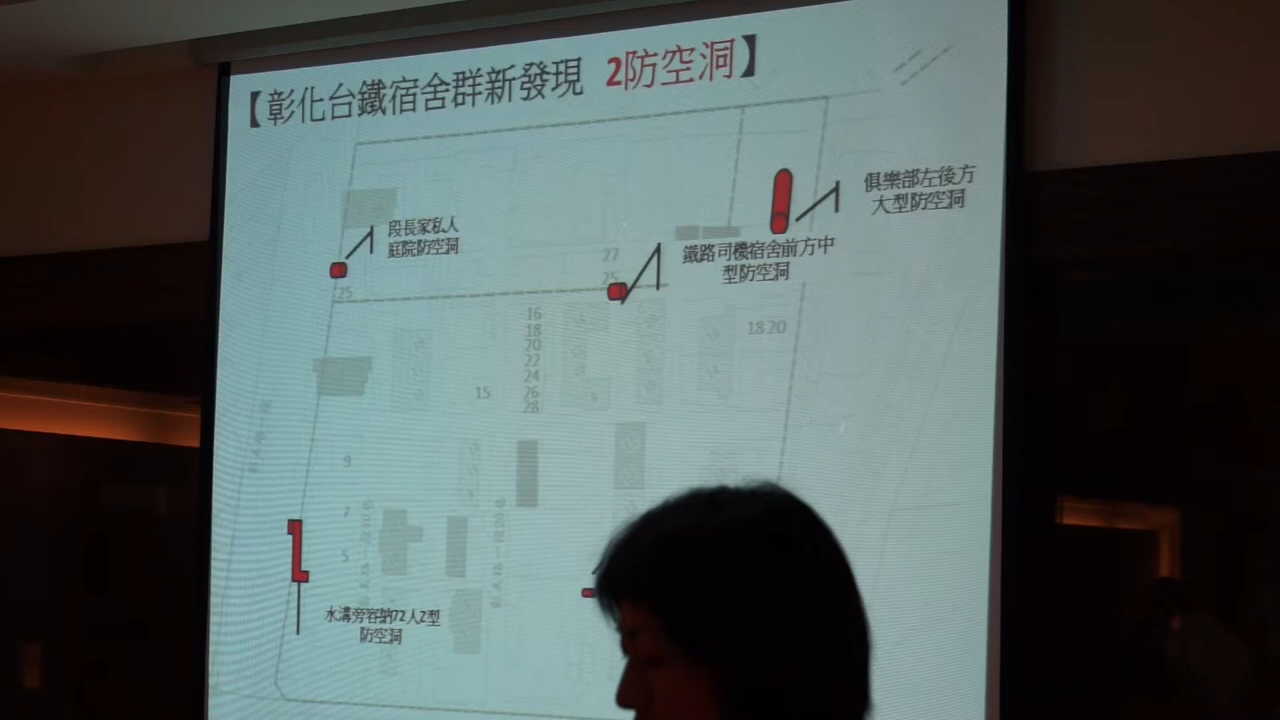 【彰化台鐵宿舍群新發現 2防空洞】
俱樂部左後方
大型防空洞
段長家私人
庭院防空洞
鐵路司機宿舍前方中
型防空洞
27
25
25
16
18
20
22
24
26
28
18 20
15
9
7
5
水溝旁容納72人Z型
防空洞